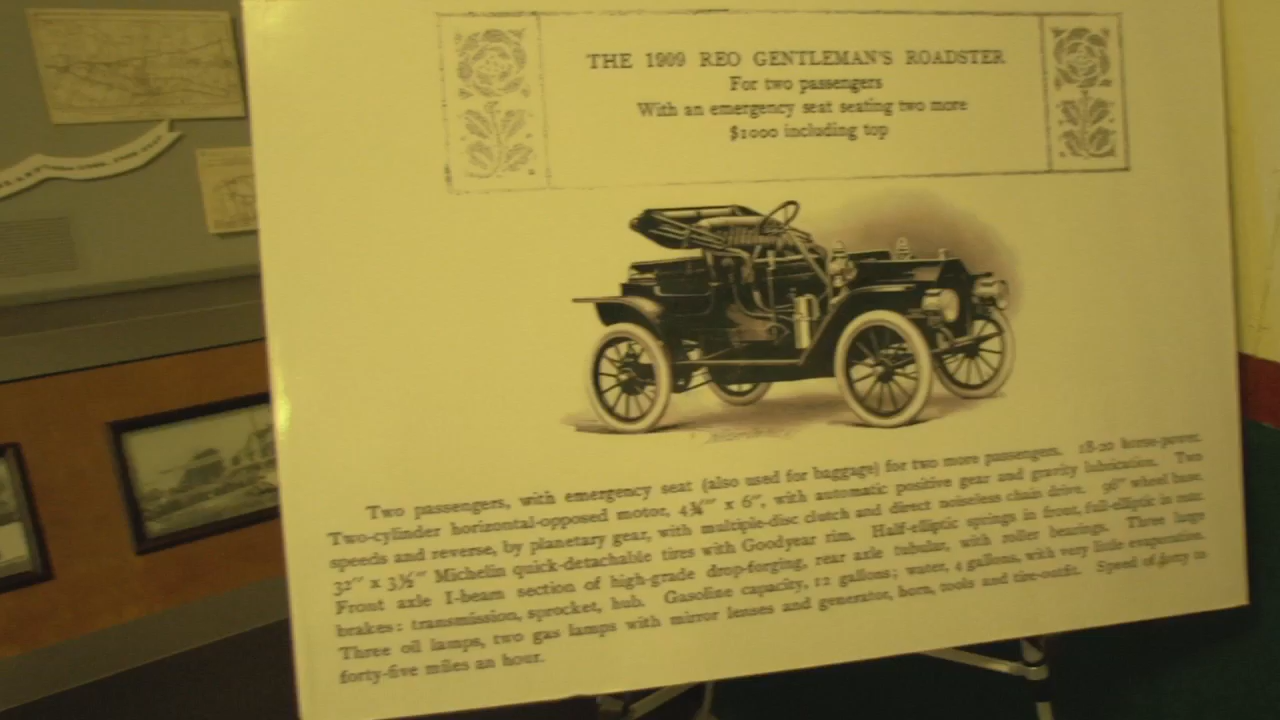 THE 1909 REO GENTLEMAN'S ROADSTER
For two passengers
With an emergency seat seating two more
$1000 including top
Two passengers, with emergency seat (also used for baggage) for two more passengers. 18-20 horse-power.
Two-cylinder horizontal-opposed motor, 4¾" x 6", with automatic positive gear and gravity lubrication. Two
speeds and reverse, by planetary gear, with multiple-disc clutch and direct noiseless chain drive. 96" wheel base.
32" x 3½" Michelin quick-detachable tires with Goodyear rim. Half-elliptic springs in front, full-elliptic in rear.
Front axle I-beam section of high-grade drop-forging, rear axle tubular, with roller bearings. Three large
brakes: transmission, sprocket, hub. Gasoline capacity, 12 gallons; water, 4 gallons, with very little evaporation.
Three oil lamps, two gas lamps with mirror lenses and generator, horn, tools and tire-outfit. Speed of forty to
forty-five miles an hour.